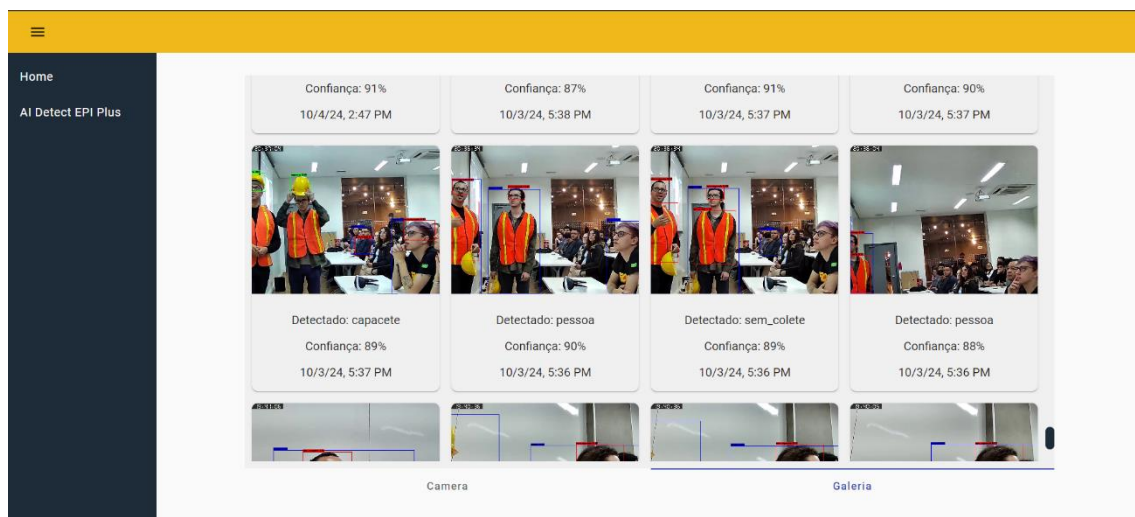 Home
AI Detect EPI Plus
Confiança: 91%
10/4/24, 2:47 PM
Confiança: 87%
10/3/24, 5:38 PM
Confiança: 91%
10/3/24, 5:37 PM
Confiança: 90%
10/3/24, 5:37 PM
Detectado: capacete
Confiança: 89%
10/3/24, 5:37 PM
Detectado: pessoa
Confiança: 90%
10/3/24, 5:36 PM
Detectado: sem_colete
Confiança: 89%
10/3/24, 5:36 PM
Detectado: pessoa
Confiança: 88%
10/3/24, 5:36 PM
Camera
Galeria